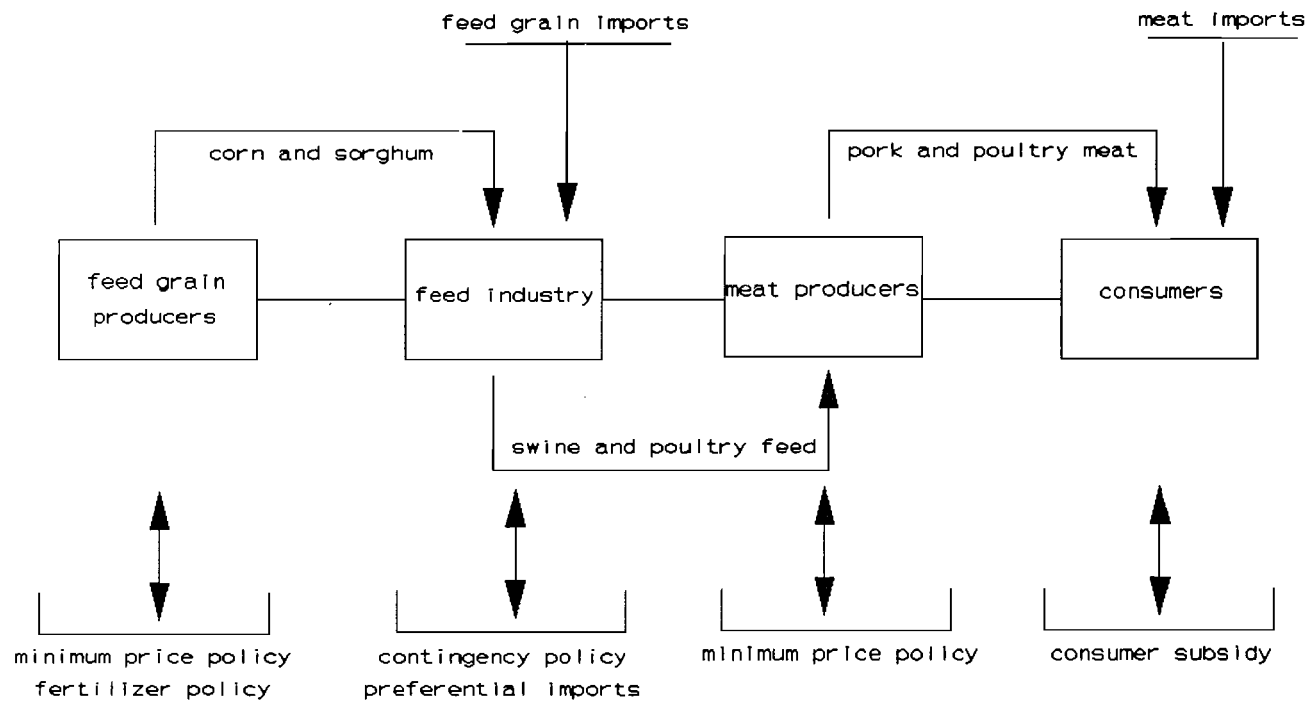 feed grain imports
meat imports
corn and sorghum
pork and poultry meat
feed grain
producers
feed industry
meat producers
consumers
swine and poultry feed
minimum price policy
fertilizer policy
contingency policy
preferential imports
minimum price policy
consumer subsidy